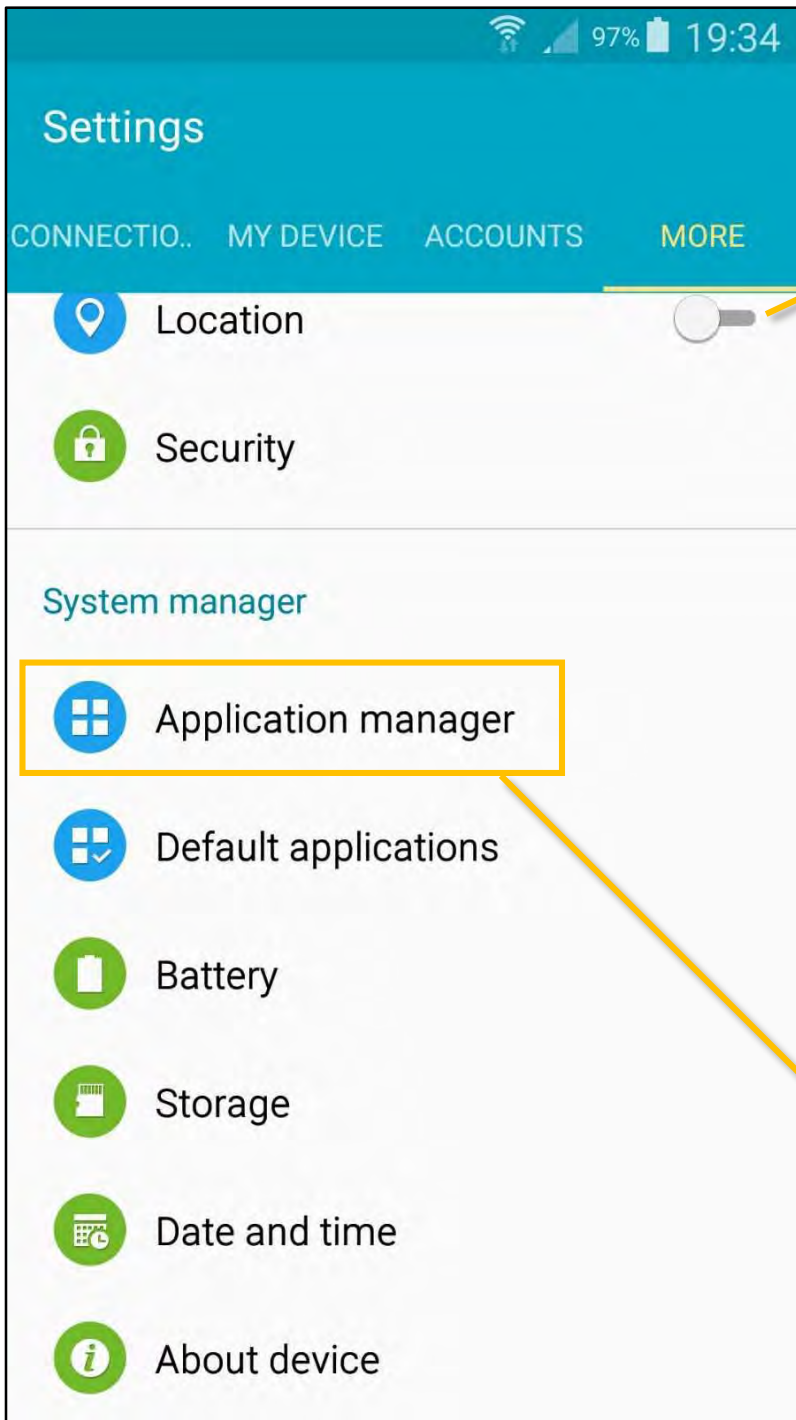 97% 19:34
Settings
CONNECTIO.. MY DEVICE ACCOUNTS MORE
Location
Security
System manager
Application manager
Default applications
Battery
Storage
Date and time
About device